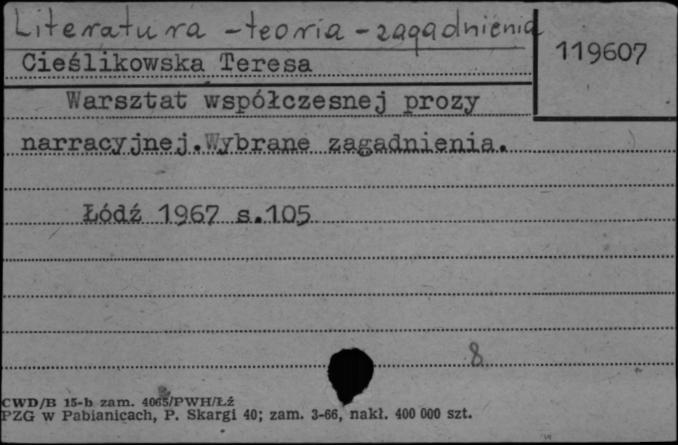 Literatura - teoria - zagadnienia
119607
Cieślikowska Teresa
Warsztat współczesnej prozy
narracyjnej.Wybrane zagadnienia.
Łódź 1967 s.105
8
CWD/B 15-b zam. 4065/PWH/Łź
PZG w Pabianicach, P. Skargi 40; zam. 3-66, nakł. 400 000 szt.